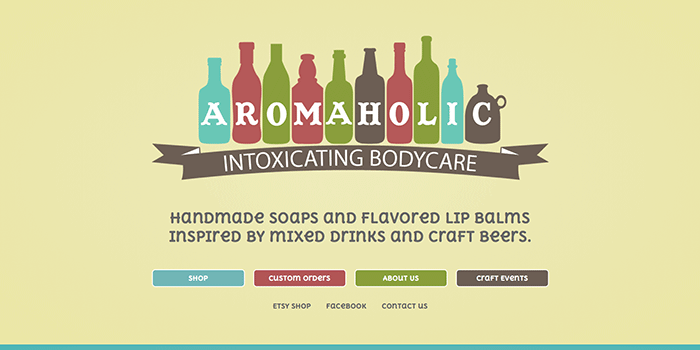 AROMAHOLIC
INTOXICATING BODYCARE
Handmade soaps and flavored lip balms
inspired by mixed drinks and craft beers.
SHOP
custom orders
ABOUT US
craft events
ETSY SHOP
FACEBOOK
CONTACT US